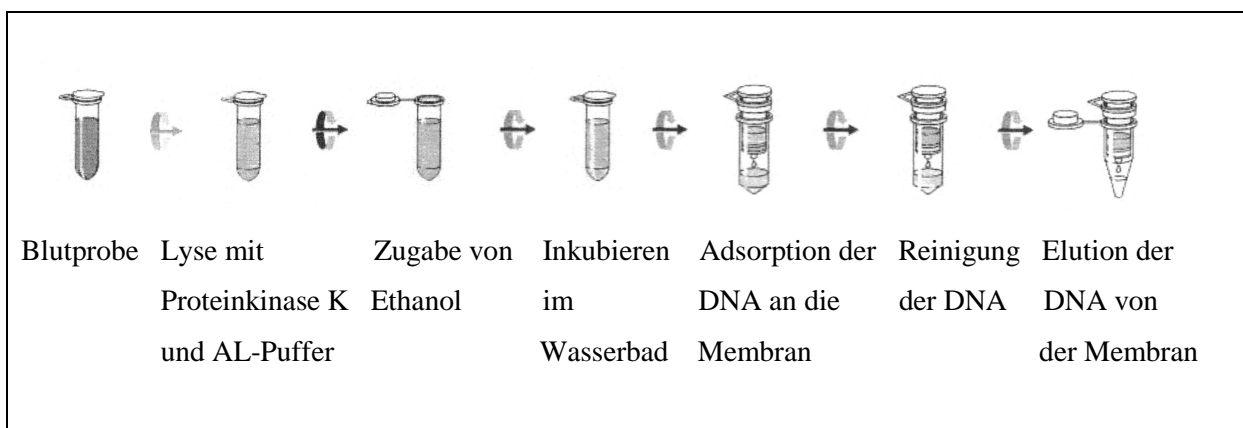 Blutprobe Lyse mit Zugabe von Inkubieren Adsorption der Reinigung Elution der
Proteinkinase K Ethanol im DNA an die der DNA DNA von
und AL-Puffer Wasserbad Membran der Membran